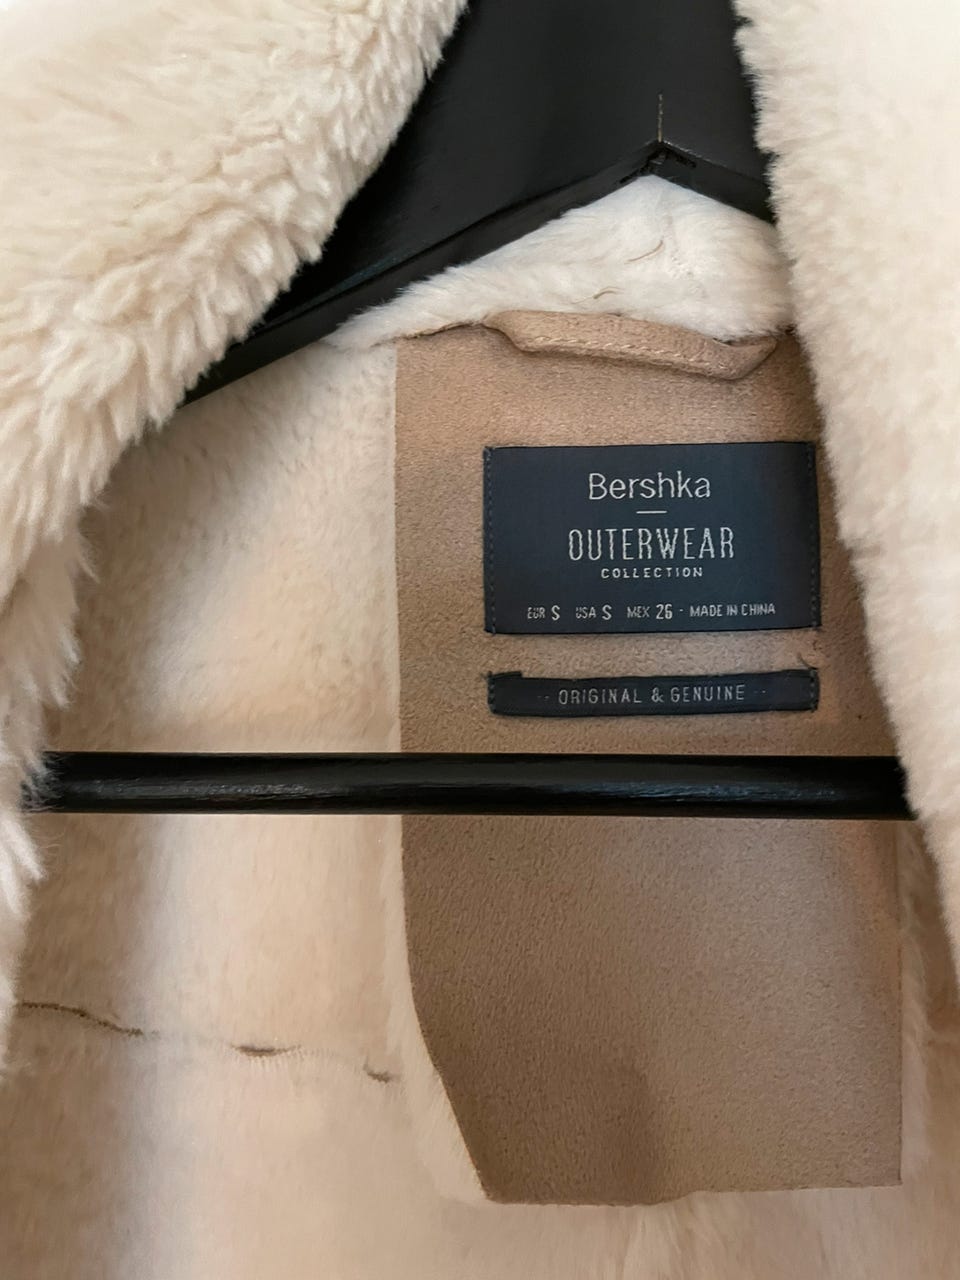 Bershka
OUTERWEAR
COLLECTION
EUR S USA S MEX 26 · MADE IN CHINA
·· ORIGINAL & GENUINE ··